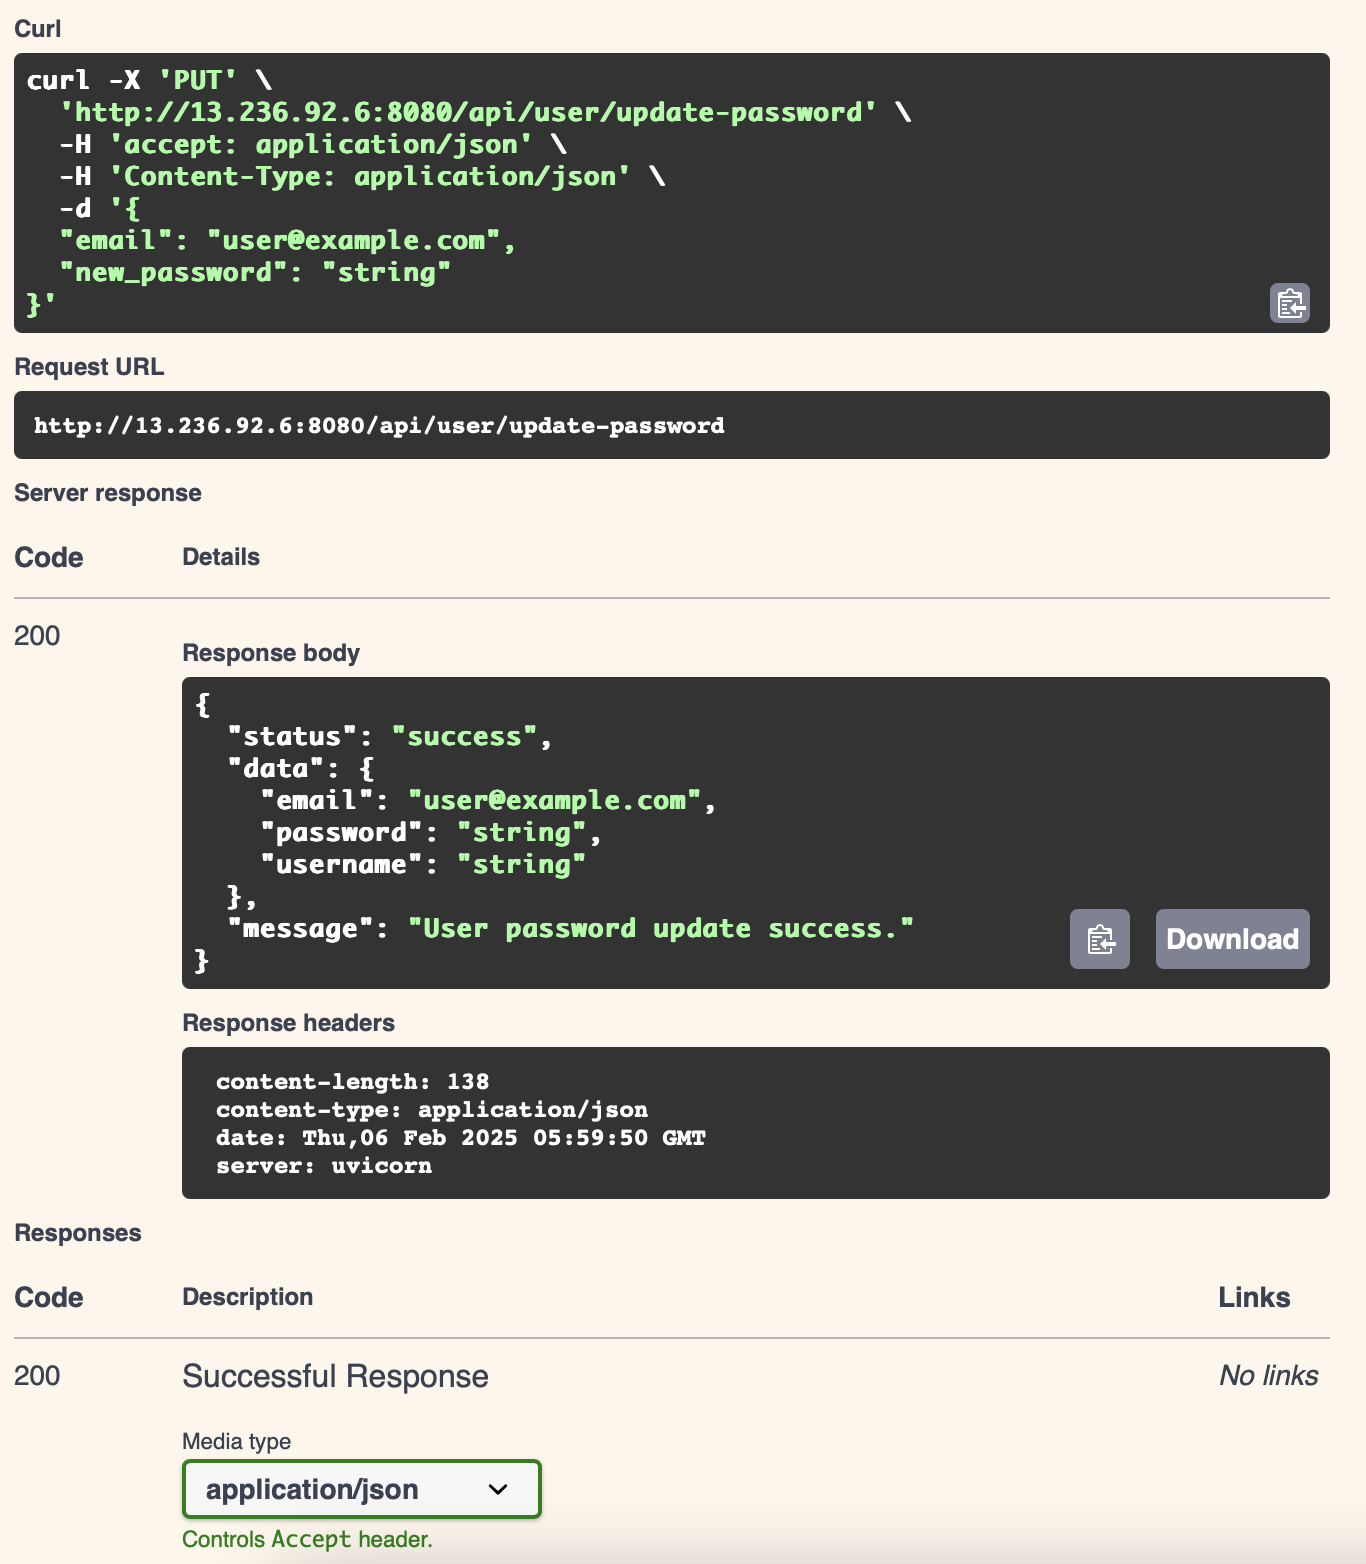 Curl
curl -X 'PUT' \
  'http://13.236.92.6:8080/api/user/update-password' \
  -H 'accept: application/json' \
  -H 'Content-Type: application/json' \
  -d '{
  "email": "user@example.com",
  "new_password": "string"
}'
Request URL
http://13.236.92.6:8080/api/user/update-password
Server response
Code Details
200
Response body
{
  "status": "success",
  "data": {
    "email": "user@example.com",
    "password": "string",
    "username": "string"
  },
  "message": "User password update success."
}
Download
Response headers
content-length: 138
content-type: application/json
date: Thu,06 Feb 2025 05:59:50 GMT
server: uvicorn
Responses
Code Description Links
200 Successful Response No links
Media type
application/json
Controls Accept header.